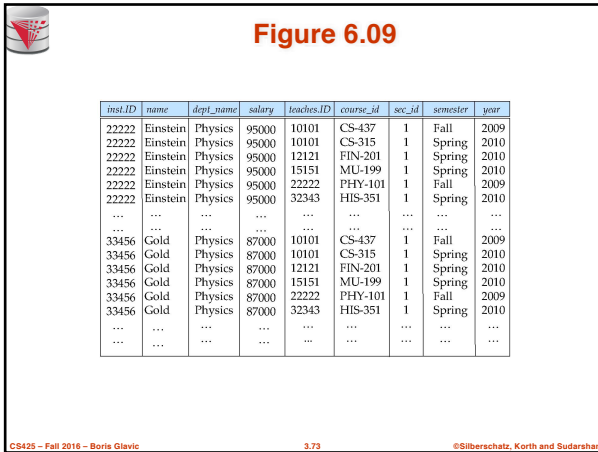 Figure 6.09
inst.ID name dept_name salary teaches.ID course_id sec_id semester year
22222 Einstein Physics 95000 10101 CS-437 1 Fall 2009
22222 Einstein Physics 95000 10101 CS-315 1 Spring 2010
22222 Einstein Physics 95000 12121 FIN-201 1 Spring 2010
22222 Einstein Physics 95000 15151 MU-199 1 Spring 2010
22222 Einstein Physics 95000 22222 PHY-101 1 Fall 2009
22222 Einstein Physics 95000 32343 HIS-351 1 Spring 2010
... ... ... ... ... ... ... ... ...
... ... ... ... ... ... ... ... ...
33456 Gold Physics 87000 10101 CS-437 1 Fall 2009
33456 Gold Physics 87000 10101 CS-315 1 Spring 2010
33456 Gold Physics 87000 12121 FIN-201 1 Spring 2010
33456 Gold Physics 87000 15151 MU-199 1 Spring 2010
33456 Gold Physics 87000 22222 PHY-101 1 Fall 2009
33456 Gold Physics 87000 32343 HIS-351 1 Spring 2010
... ... ... ... ... ... ... ... ...
... ... ... ... ... ... ... ... ...
CS425 – Fall 2016 – Boris Glavic 3.73 ©Silberschatz, Korth and Sudarshan